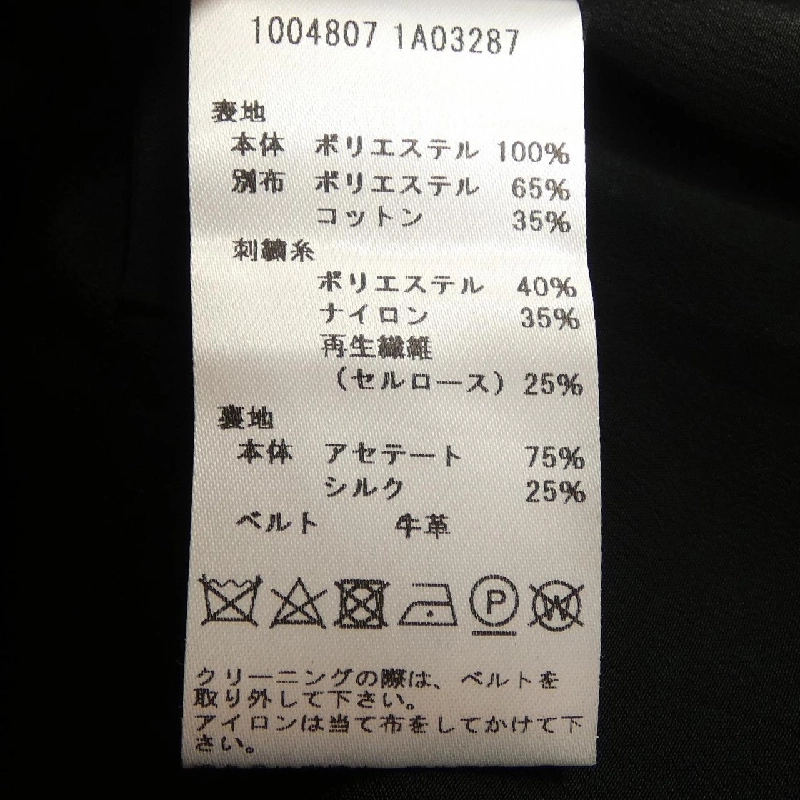 1004807 1A03287
表地
本体 ポリエステル 100%
別布 ポリエステル 65%
コットン 35%
刺繍糸
ポリエステル 40%
ナイロン 35%
再生繊維
（セルロース） 25%
裏地
本体 アセテート 75%
シルク 25%
ベルト 牛革
P W
クリーニングの際は、ベルトを
取り外して下さい。
アイロンは当て布をしてかけて下
さい。